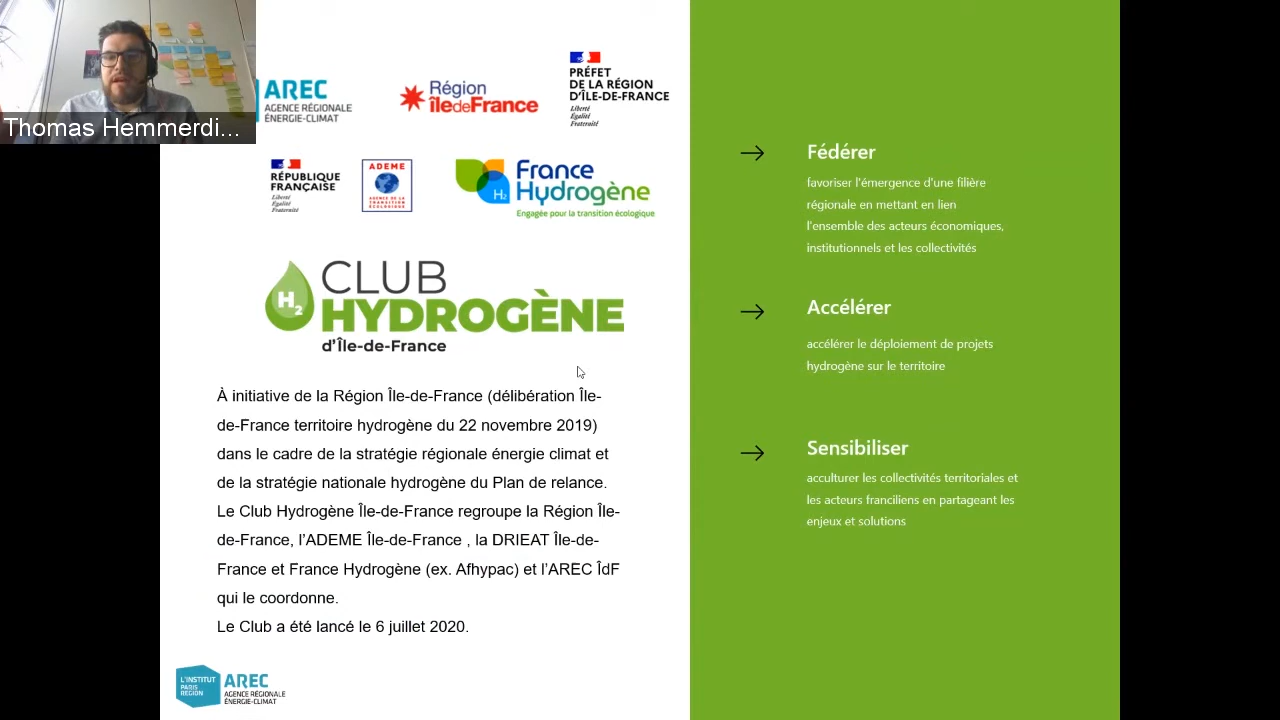 Thomas Hemmerdi...
AREC
AGENCE RÉGIONALE
ÉNERGIE-CLIMAT
Région
îledeFrance
PRÉFET
DE LA RÉGION
D'ÎLE-DE-FRANCE
Liberté
Égalité
Fraternité
RÉPUBLIQUE
FRANÇAISE
Liberté
Égalité
Fraternité
ADEME
AGENCE DE LA
TRANSITION
ÉCOLOGIQUE
H2
France
Hydrogène
Engagée pour la transition écologique
H2
CLUB
HYDROGÈNE
d'Île-de-France
À initiative de la Région Île-de-France (délibération Île-
de-France territoire hydrogène du 22 novembre 2019)
dans le cadre de la stratégie régionale énergie climat et
de la stratégie nationale hydrogène du Plan de relance.
Le Club Hydrogène Île-de-France regroupe la Région Île-
de-France, l'ADEME Île-de-France , la DRIEAT Île-de-
France et France Hydrogène (ex. Afhypac) et l'AREC ÎdF
qui le coordonne.
Le Club a été lancé le 6 juillet 2020.
L'INSTITUT
PARIS
REGION
AREC
AGENCE RÉGIONALE
ÉNERGIE-CLIMAT
Fédérer
favoriser l'émergence d'une filière
régionale en mettant en lien
l'ensemble des acteurs économiques,
institutionnels et les collectivités
Accélérer
accélérer le déploiement de projets
hydrogène sur le territoire
Sensibiliser
acculturer les collectivités territoriales et
les acteurs franciliens en partageant les
enjeux et solutions